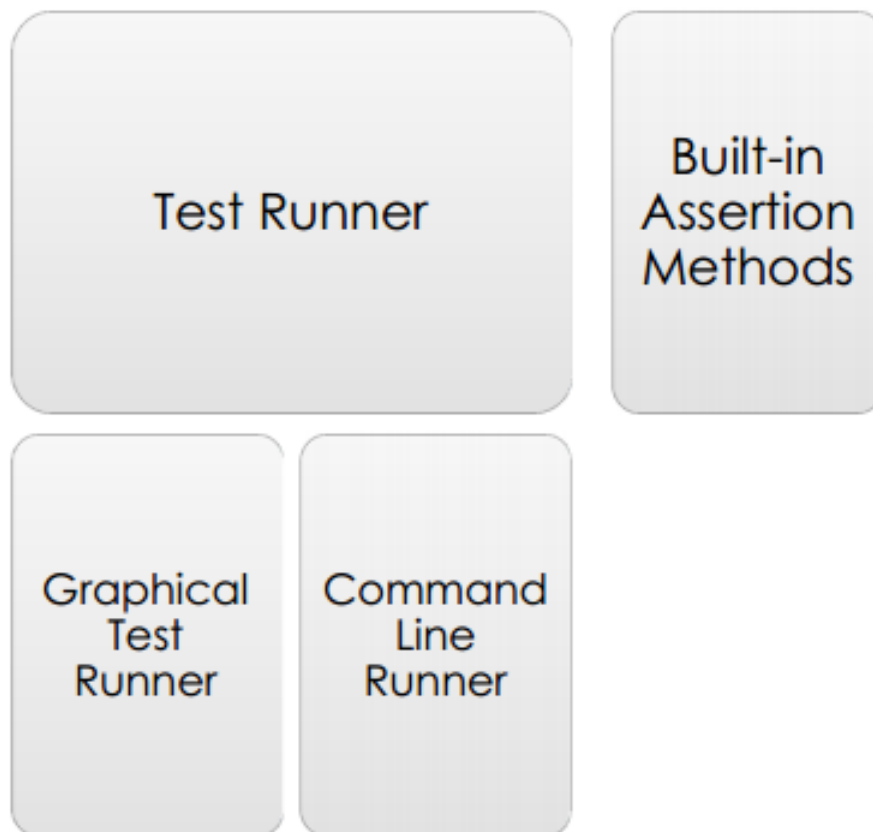 Test Runner
Built-in
Assertion
Methods
Graphical
Test
Runner
Command
Line
Runner